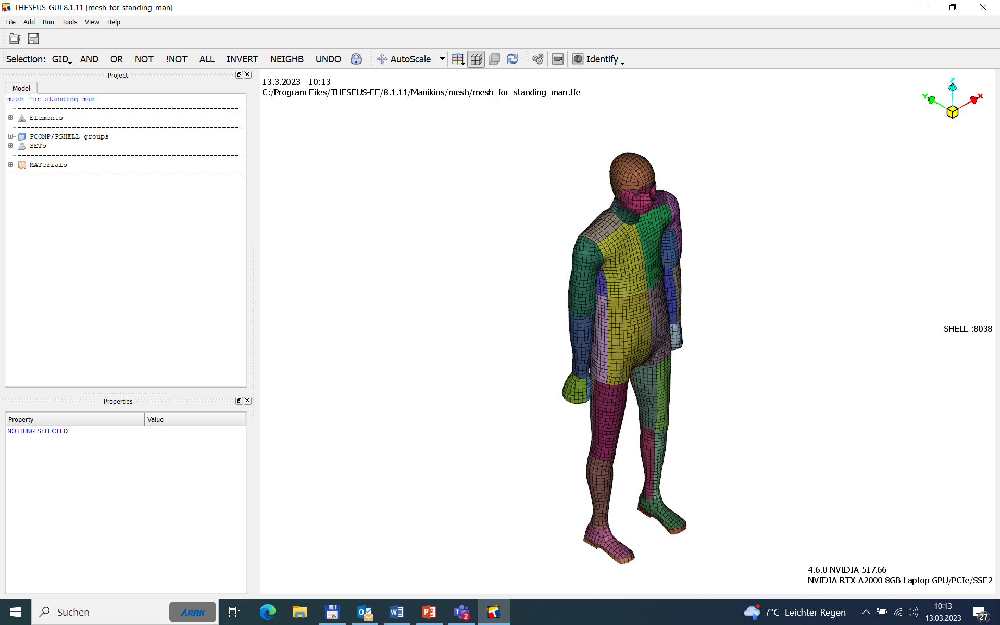 THESEUS-GUI 8.1.11 [mesh_for_standing_man]
File Add Run Tools View Help
Selection: GID AND OR NOT !NOT ALL INVERT NEIGHB UNDO AutoScale Identify
Project
Model
mesh_for_standing_man
Elements
PCOMP/PSHELL groups
SETs
MATerials
Properties
Property Value
NOTHING SELECTED
13.3.2023 - 10:13
C:/Program Files/THESEUS-FE/8.1.11/Manikins/mesh/mesh_for_standing_man.tfe
Z
Y X
SHELL :8038
4.6.0 NVIDIA 517.66
NVIDIA RTX A2000 8GB Laptop GPU/PCIe/SSE2
Suchen ARRK 2 7°C Leichter Regen 10:13
13.03.2023 27